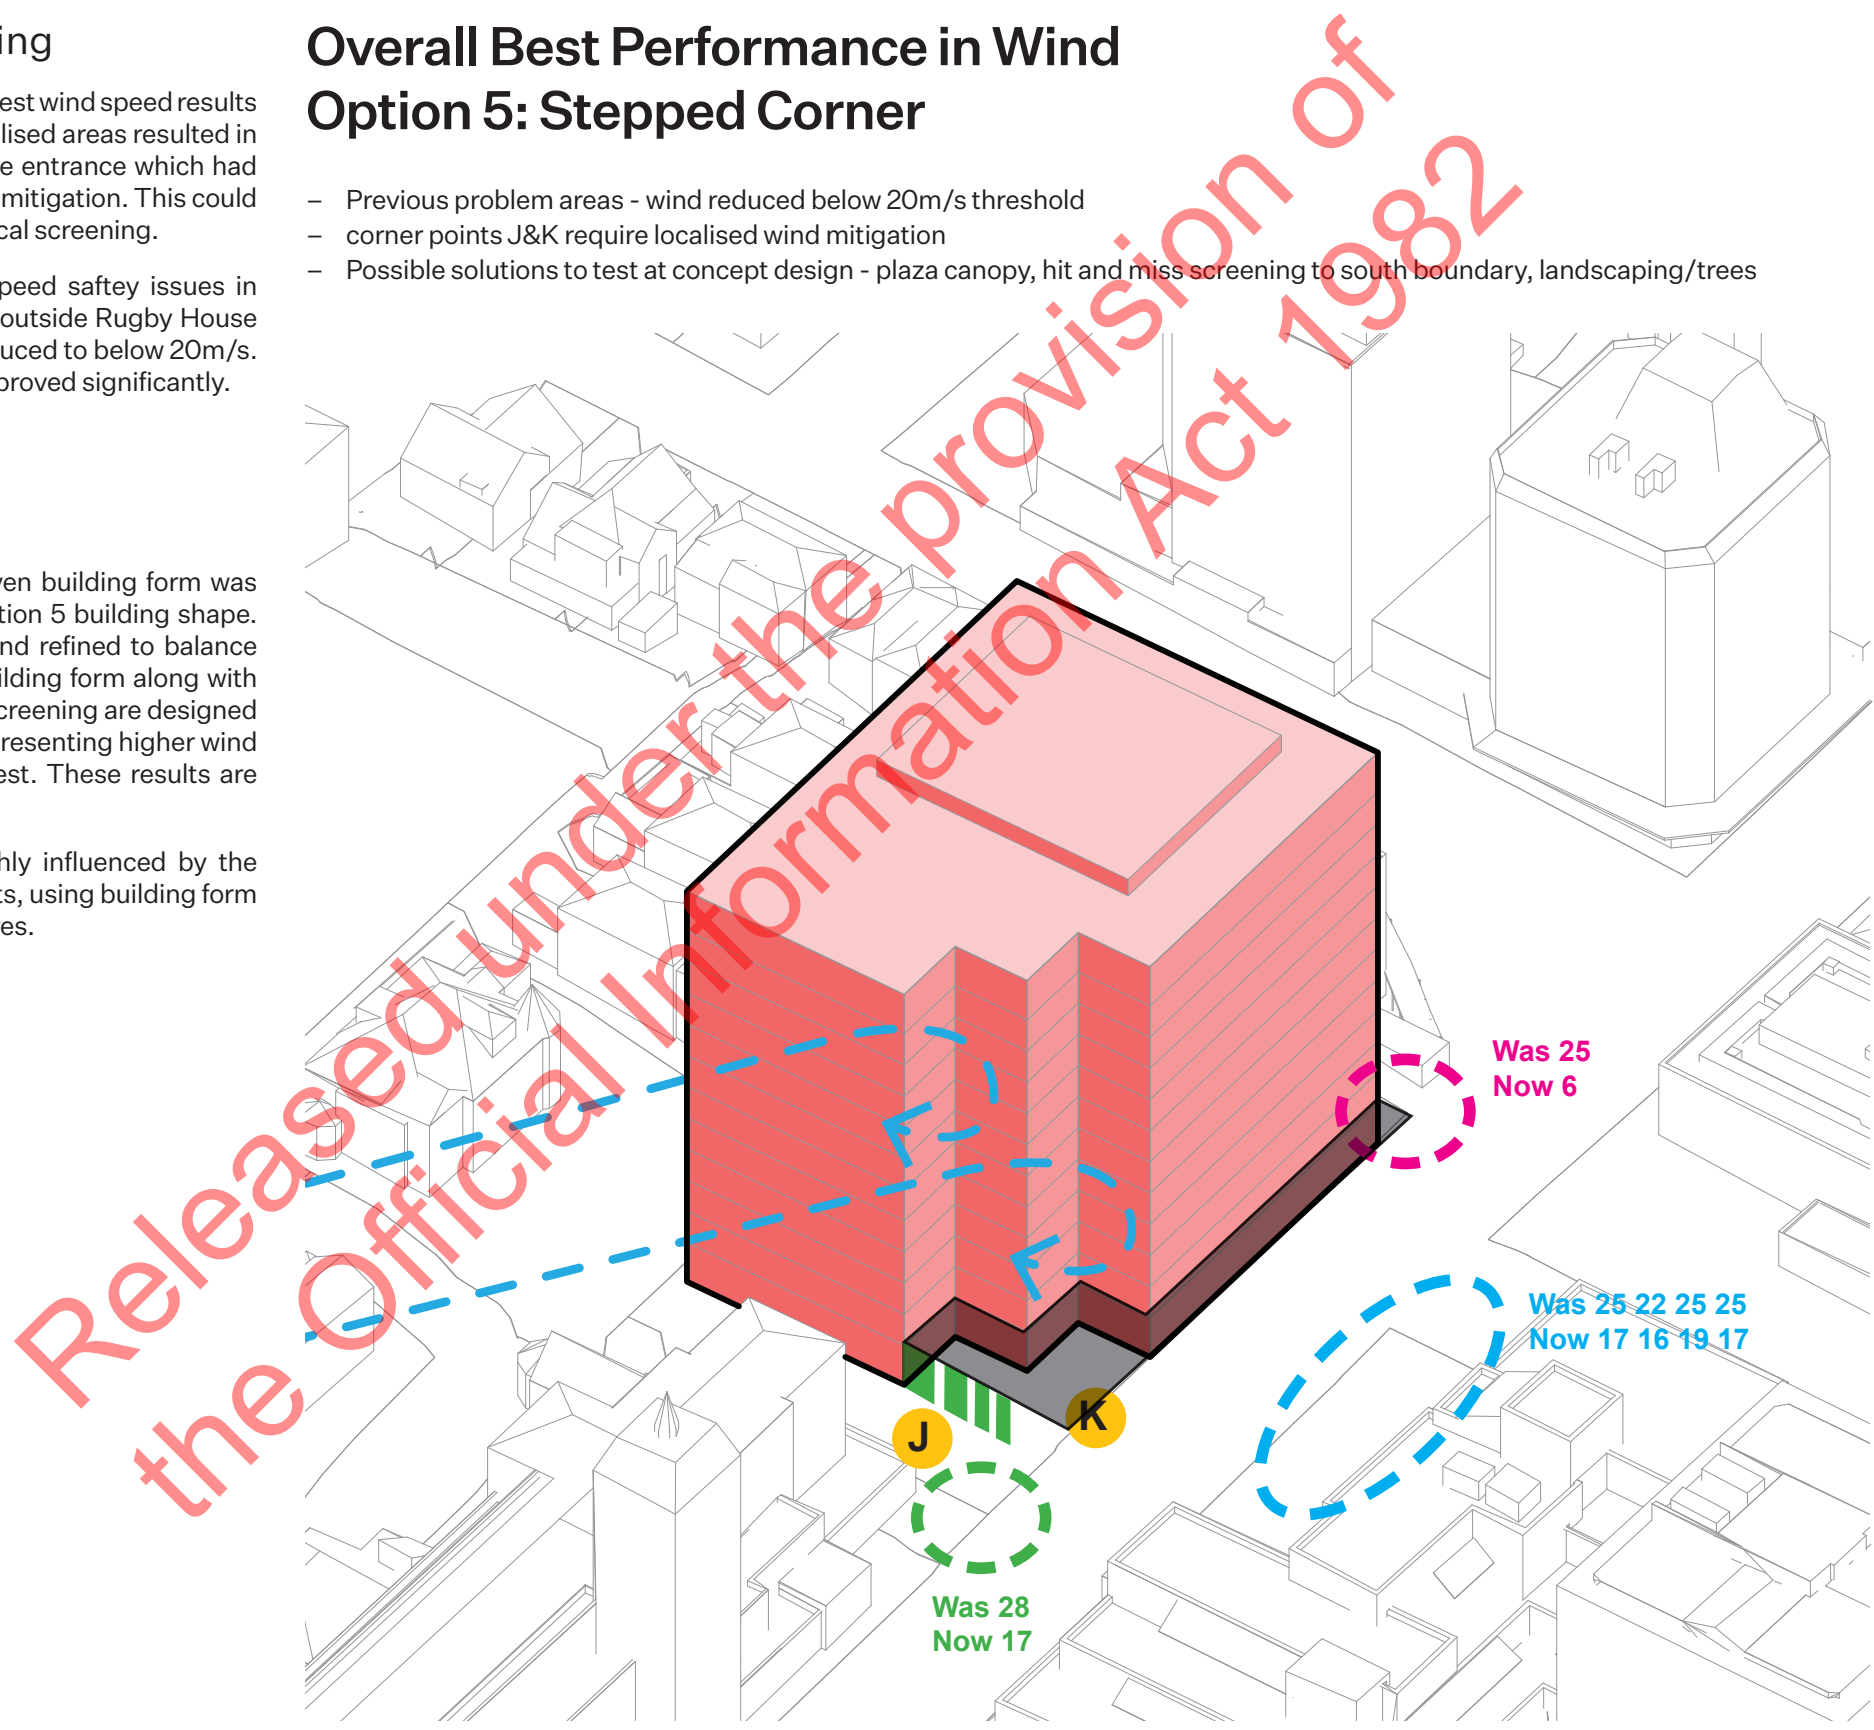 ing
est wind speed results
alised areas resulted in
e entrance which had
mitigation. This could
cal screening.
speed saftey issues in
outside Rugby House
uced to below 20m/s.
proved significantly.
ven building form was
tion 5 building shape.
nd refined to balance
ilding form along with
creening are designed
resenting higher wind
est. These results are
hly influenced by the
ts, using building form
res.
Overall Best Performance in Wind
Option 5: Stepped Corner
– Previous problem areas - wind reduced below 20m/s threshold
– corner points J&K require localised wind mitigation
– Possible solutions to test at concept design - plaza canopy, hit and miss screening to south boundary, landscaping/trees
Was 25
Now 6
Was 25 22 25 25
Now 17 16 19 17
J
K
Was 28
Now 17
Released under the provision of
the Official Information Act 1982